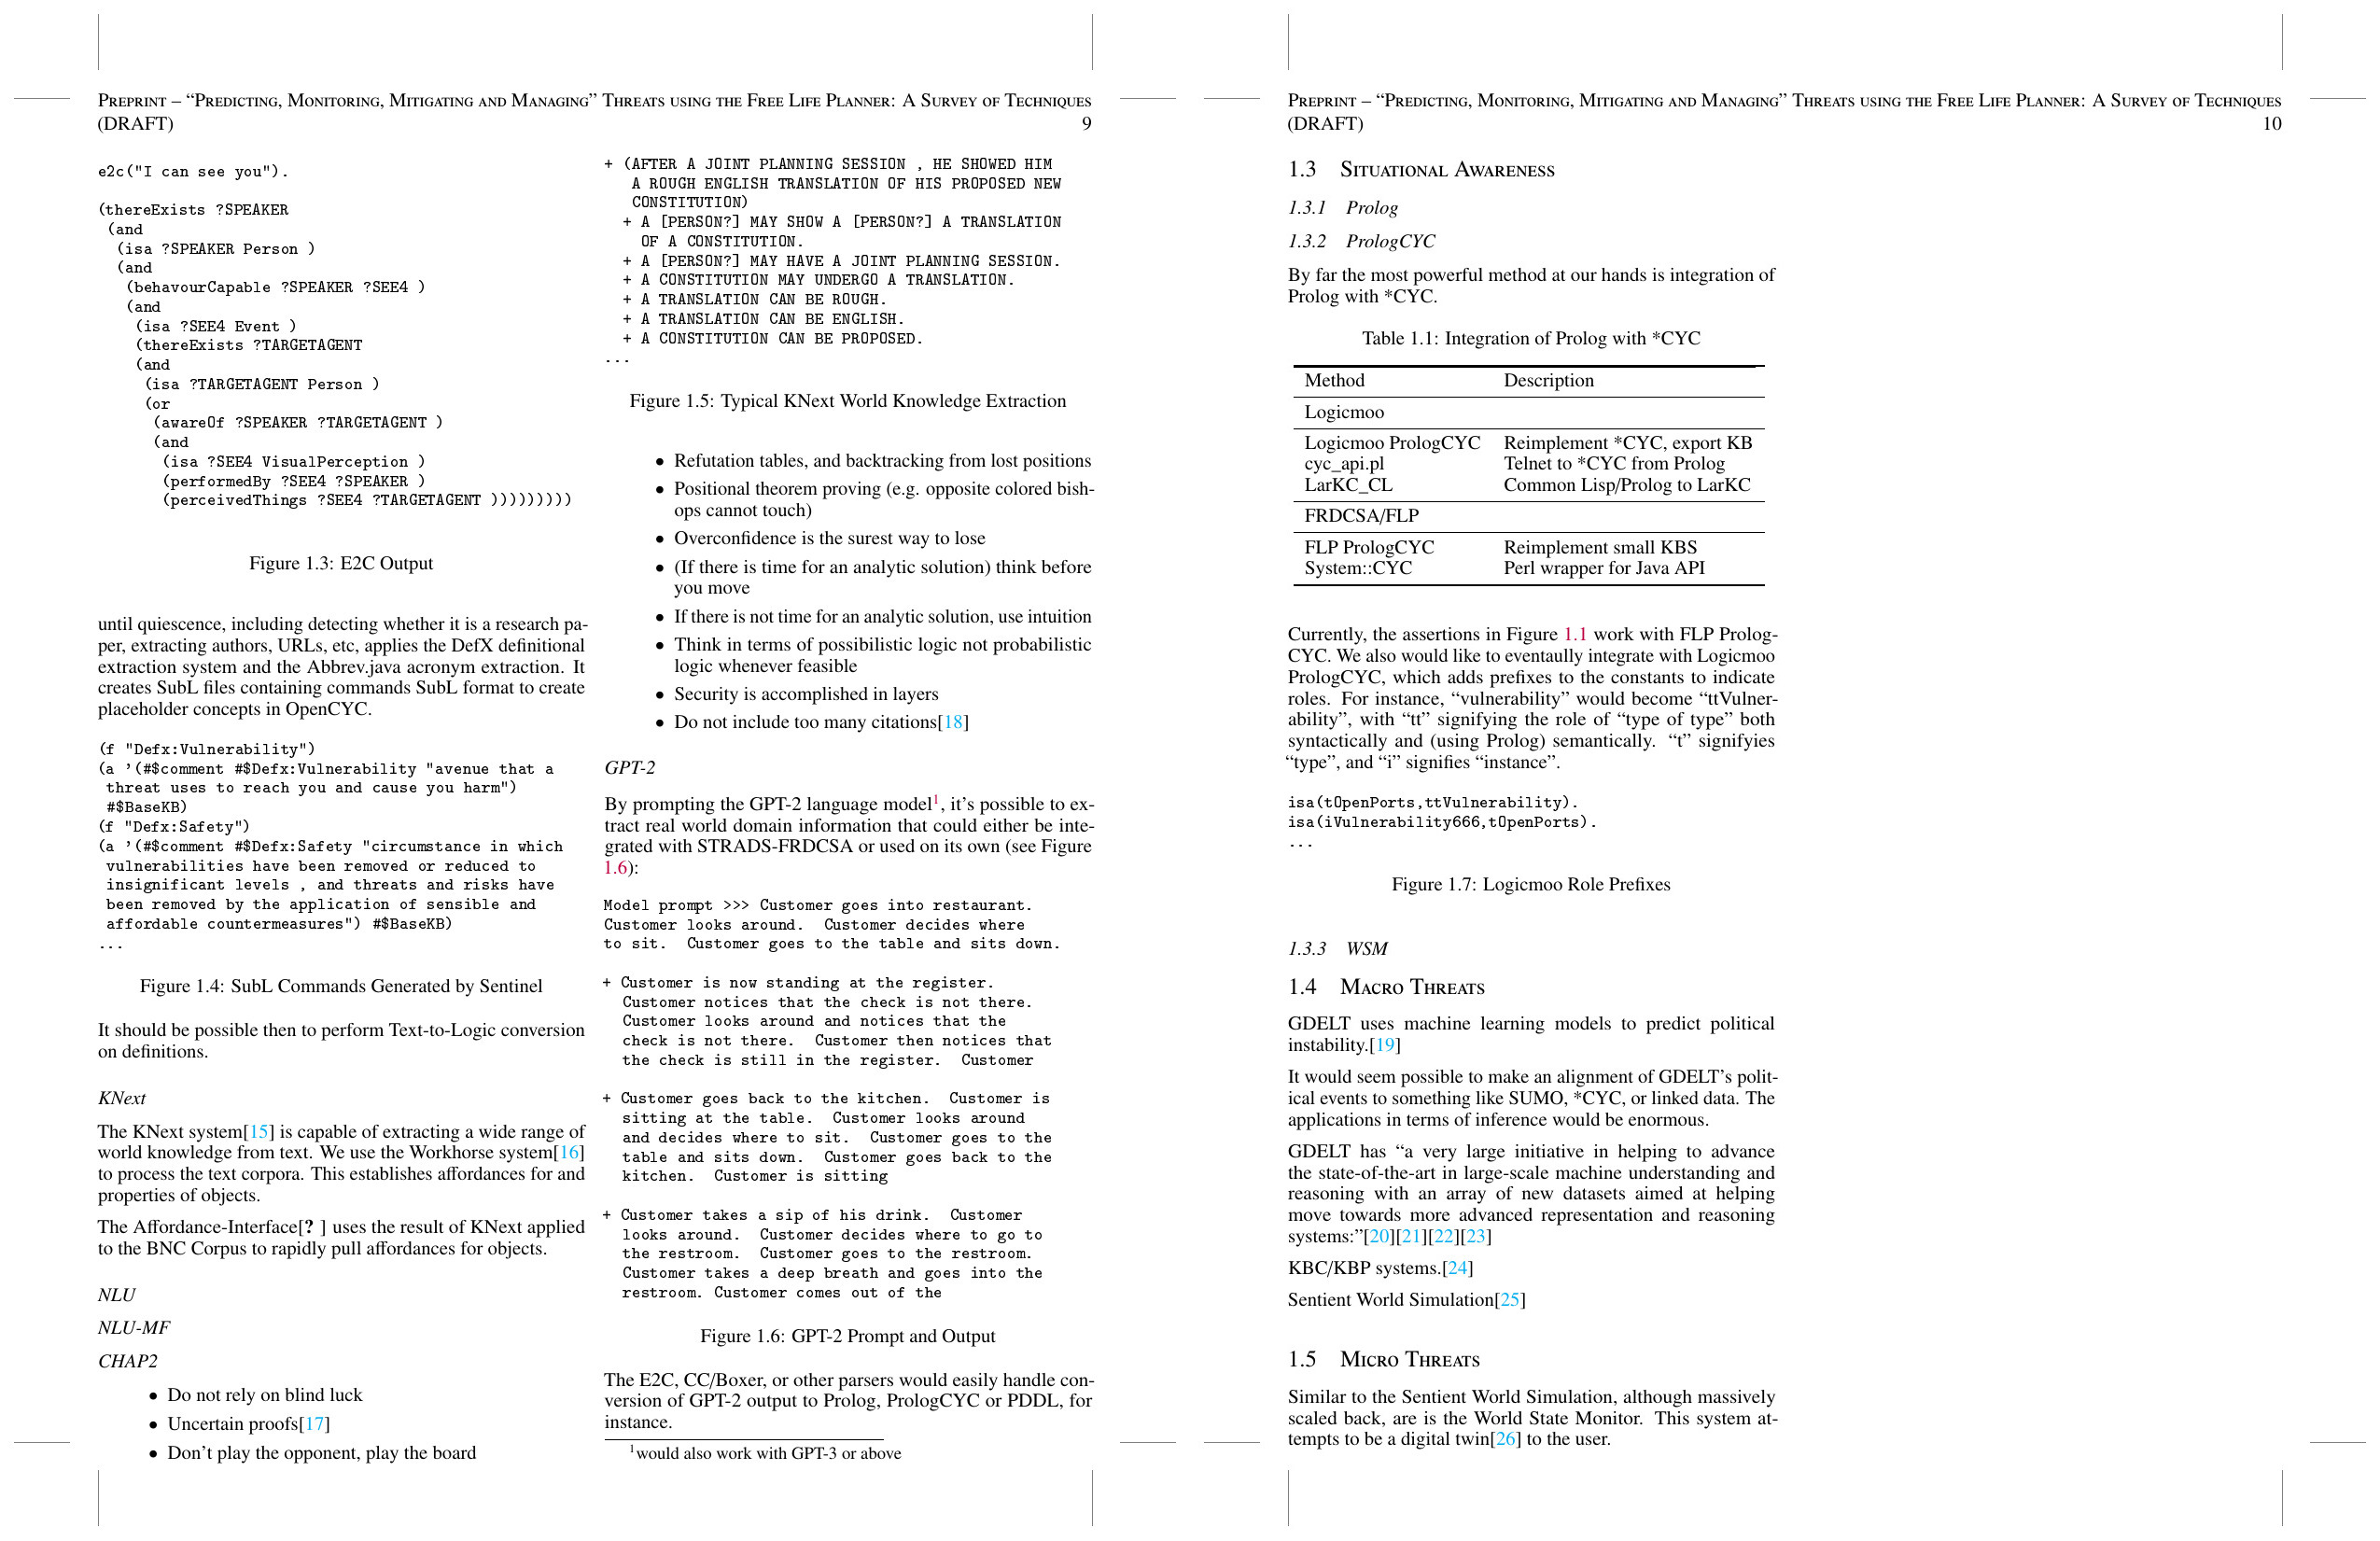 Preprint – “Predicting, Monitoring, Mitigating and Managing” Threats using the Free Life Planner: A Survey of Techniques
(DRAFT) 9
e2c("I can see you").
(thereExists ?SPEAKER
(and
(isa ?SPEAKER Person )
(and
(behavourCapable ?SPEAKER ?SEE4 )
(and
(isa ?SEE4 Event )
(thereExists ?TARGETAGENT
(and
(isa ?TARGETAGENT Person )
(or
(awareOf ?SPEAKER ?TARGETAGENT )
(and
(isa ?SEE4 VisualPerception )
(performedBy ?SEE4 ?SPEAKER )
(perceivedThings ?SEE4 ?TARGETAGENT )))))))))
Figure 1.3: E2C Output
until quiescence, including detecting whether it is a research pa-
per, extracting authors, URLs, etc, applies the DefX definitional
extraction system and the Abbrev.java acronym extraction. It
creates SubL files containing commands SubL format to create
placeholder concepts in OpenCYC.
(f "Defx:Vulnerability")
(a '(#$comment #$Defx:Vulnerability "avenue that a
threat uses to reach you and cause you harm")
#$BaseKB)
(f "Defx:Safety")
(a '(#$comment #$Defx:Safety "circumstance in which
vulnerabilities have been removed or reduced to
insignificant levels , and threats and risks have
been removed by the application of sensible and
affordable countermeasures") #$BaseKB)
...
Figure 1.4: SubL Commands Generated by Sentinel
It should be possible then to perform Text-to-Logic conversion
on definitions.
KNext
The KNext system[15] is capable of extracting a wide range of
world knowledge from text. We use the Workhorse system[16]
to process the text corpora. This establishes affordances for and
properties of objects.
The Affordance-Interface[? ] uses the result of KNext applied
to the BNC Corpus to rapidly pull affordances for objects.
NLU
NLU-MF
CHAP2
• Do not rely on blind luck
• Uncertain proofs[17]
• Don’t play the opponent, play the board
+ (AFTER A JOINT PLANNING SESSION , HE SHOWED HIM
A ROUGH ENGLISH TRANSLATION OF HIS PROPOSED NEW
CONSTITUTION)
+ A [PERSON?] MAY SHOW A [PERSON?] A TRANSLATION
OF A CONSTITUTION.
+ A [PERSON?] MAY HAVE A JOINT PLANNING SESSION.
+ A CONSTITUTION MAY UNDERGO A TRANSLATION.
+ A TRANSLATION CAN BE ROUGH.
+ A TRANSLATION CAN BE ENGLISH.
+ A CONSTITUTION CAN BE PROPOSED.
...
Figure 1.5: Typical KNext World Knowledge Extraction
• Refutation tables, and backtracking from lost positions
• Positional theorem proving (e.g. opposite colored bish-
ops cannot touch)
• Overconfidence is the surest way to lose
• (If there is time for an analytic solution) think before
you move
• If there is not time for an analytic solution, use intuition
• Think in terms of possibilistic logic not probabilistic
logic whenever feasible
• Security is accomplished in layers
• Do not include too many citations[18]
GPT-2
By prompting the GPT-2 language model1, it’s possible to ex-
tract real world domain information that could either be inte-
grated with STRADS-FRDCSA or used on its own (see Figure
1.6):
Model prompt >>> Customer goes into restaurant.
Customer looks around. Customer decides where
to sit. Customer goes to the table and sits down.
+ Customer is now standing at the register.
Customer notices that the check is not there.
Customer looks around and notices that the
check is not there. Customer then notices that
the check is still in the register. Customer
+ Customer goes back to the kitchen. Customer is
sitting at the table. Customer looks around
and decides where to sit. Customer goes to the
table and sits down. Customer goes back to the
kitchen. Customer is sitting
+ Customer takes a sip of his drink. Customer
looks around. Customer decides where to go to
the restroom. Customer goes to the restroom.
Customer takes a deep breath and goes into the
restroom. Customer comes out of the
Figure 1.6: GPT-2 Prompt and Output
The E2C, CC/Boxer, or other parsers would easily handle con-
version of GPT-2 output to Prolog, PrologCYC or PDDL, for
instance.
1would also work with GPT-3 or above
Preprint – “Predicting, Monitoring, Mitigating and Managing” Threats using the Free Life Planner: A Survey of Techniques
(DRAFT) 10
1.3 Situational Awareness
1.3.1 Prolog
1.3.2 PrologCYC
By far the most powerful method at our hands is integration of
Prolog with *CYC.
Table 1.1: Integration of Prolog with *CYC
Method Description
Logicmoo
Logicmoo PrologCYC Reimplement *CYC, export KB
cyc_api.pl Telnet to *CYC from Prolog
LarKC_CL Common Lisp/Prolog to LarKC
FRDCSA/FLP
FLP PrologCYC Reimplement small KBS
System::CYC Perl wrapper for Java API
Currently, the assertions in Figure 1.1 work with FLP Prolog-
CYC. We also would like to eventaully integrate with Logicmoo
PrologCYC, which adds prefixes to the constants to indicate
roles. For instance, “vulnerability” would become “ttVulner-
ability”, with “tt” signifying the role of “type of type” both
syntactically and (using Prolog) semantically. “t” signifyies
“type”, and “i” signifies “instance”.
isa(tOpenPorts,ttVulnerability).
isa(iVulnerability666,tOpenPorts).
...
Figure 1.7: Logicmoo Role Prefixes
1.3.3 WSM
1.4 Macro Threats
GDELT uses machine learning models to predict political
instability.[19]
It would seem possible to make an alignment of GDELT’s polit-
ical events to something like SUMO, *CYC, or linked data. The
applications in terms of inference would be enormous.
GDELT has “a very large initiative in helping to advance
the state-of-the-art in large-scale machine understanding and
reasoning with an array of new datasets aimed at helping
move towards more advanced representation and reasoning
systems:”[20][21][22][23]
KBC/KBP systems.[24]
Sentient World Simulation[25]
1.5 Micro Threats
Similar to the Sentient World Simulation, although massively
scaled back, are is the World State Monitor. This system at-
tempts to be a digital twin[26] to the user.